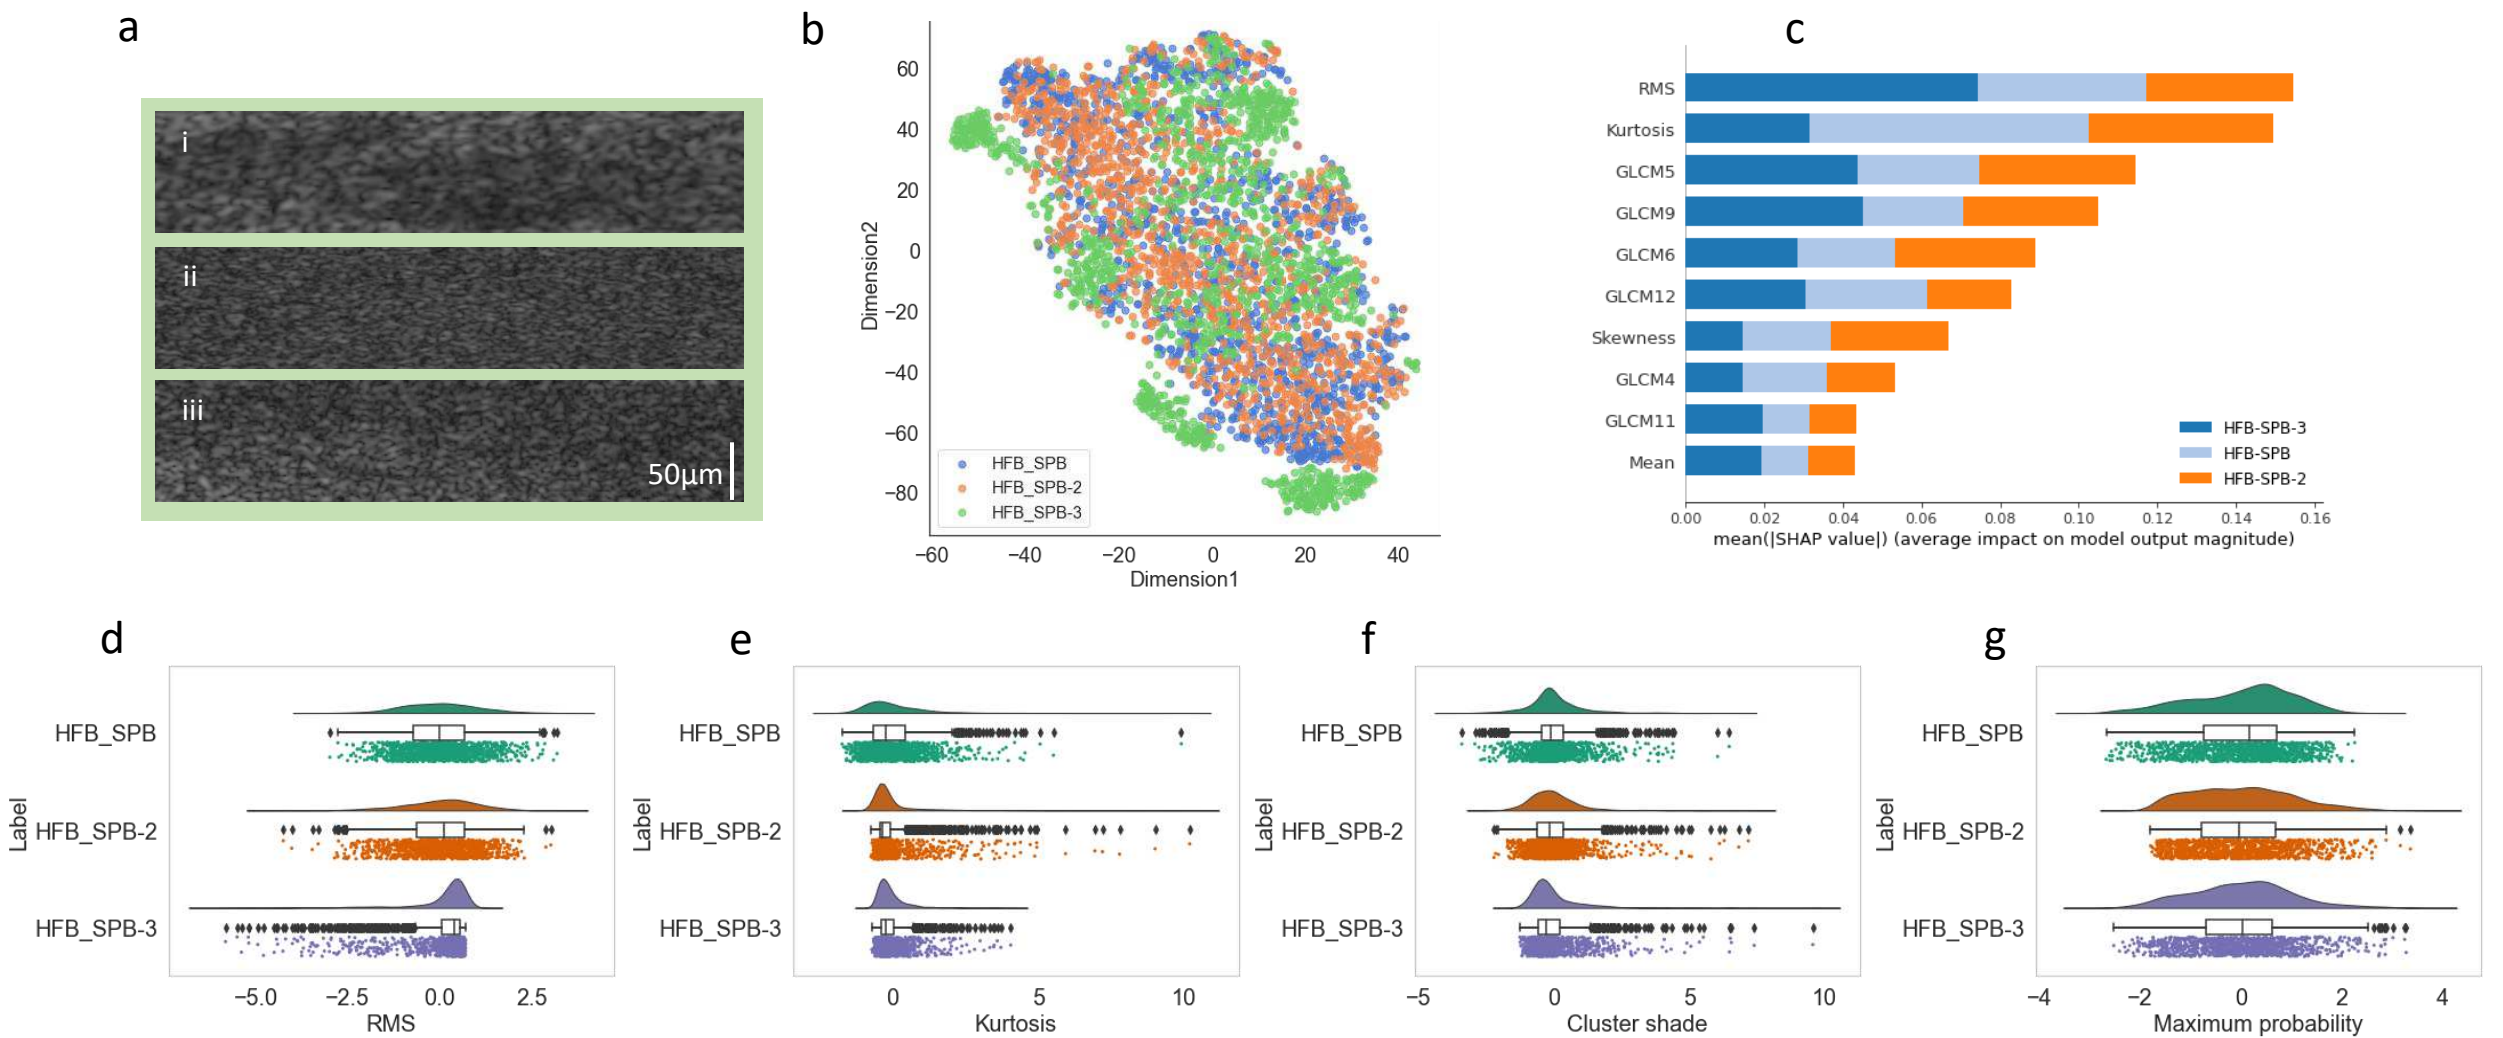 a
i
ii
iii
50μm
b
60
40
20
0
−20
−40
−60
−80
Dimension2
HFB_SPB
HFB_SPB-2
HFB_SPB-3
−60
−40
−20
0
20
40
Dimension1
c
RMS
Kurtosis
GLCM5
GLCM9
GLCM6
GLCM12
Skewness
GLCM4
GLCM11
Mean
HFB-SPB-3
HFB-SPB
HFB-SPB-2
0.00
0.02
0.04
0.06
0.08
0.10
0.12
0.14
0.16
mean(|SHAP value|) (average impact on model output magnitude)
d
Label
HFB_SPB
HFB_SPB-2
HFB_SPB-3
−5.0
−2.5
0.0
2.5
RMS
e
Label
HFB_SPB
HFB_SPB-2
HFB_SPB-3
0
5
10
Kurtosis
f
Label
HFB_SPB
HFB_SPB-2
HFB_SPB-3
−5
0
5
10
Cluster shade
g
Label
HFB_SPB
HFB_SPB-2
HFB_SPB-3
−4
−2
0
2
4
Maximum probability